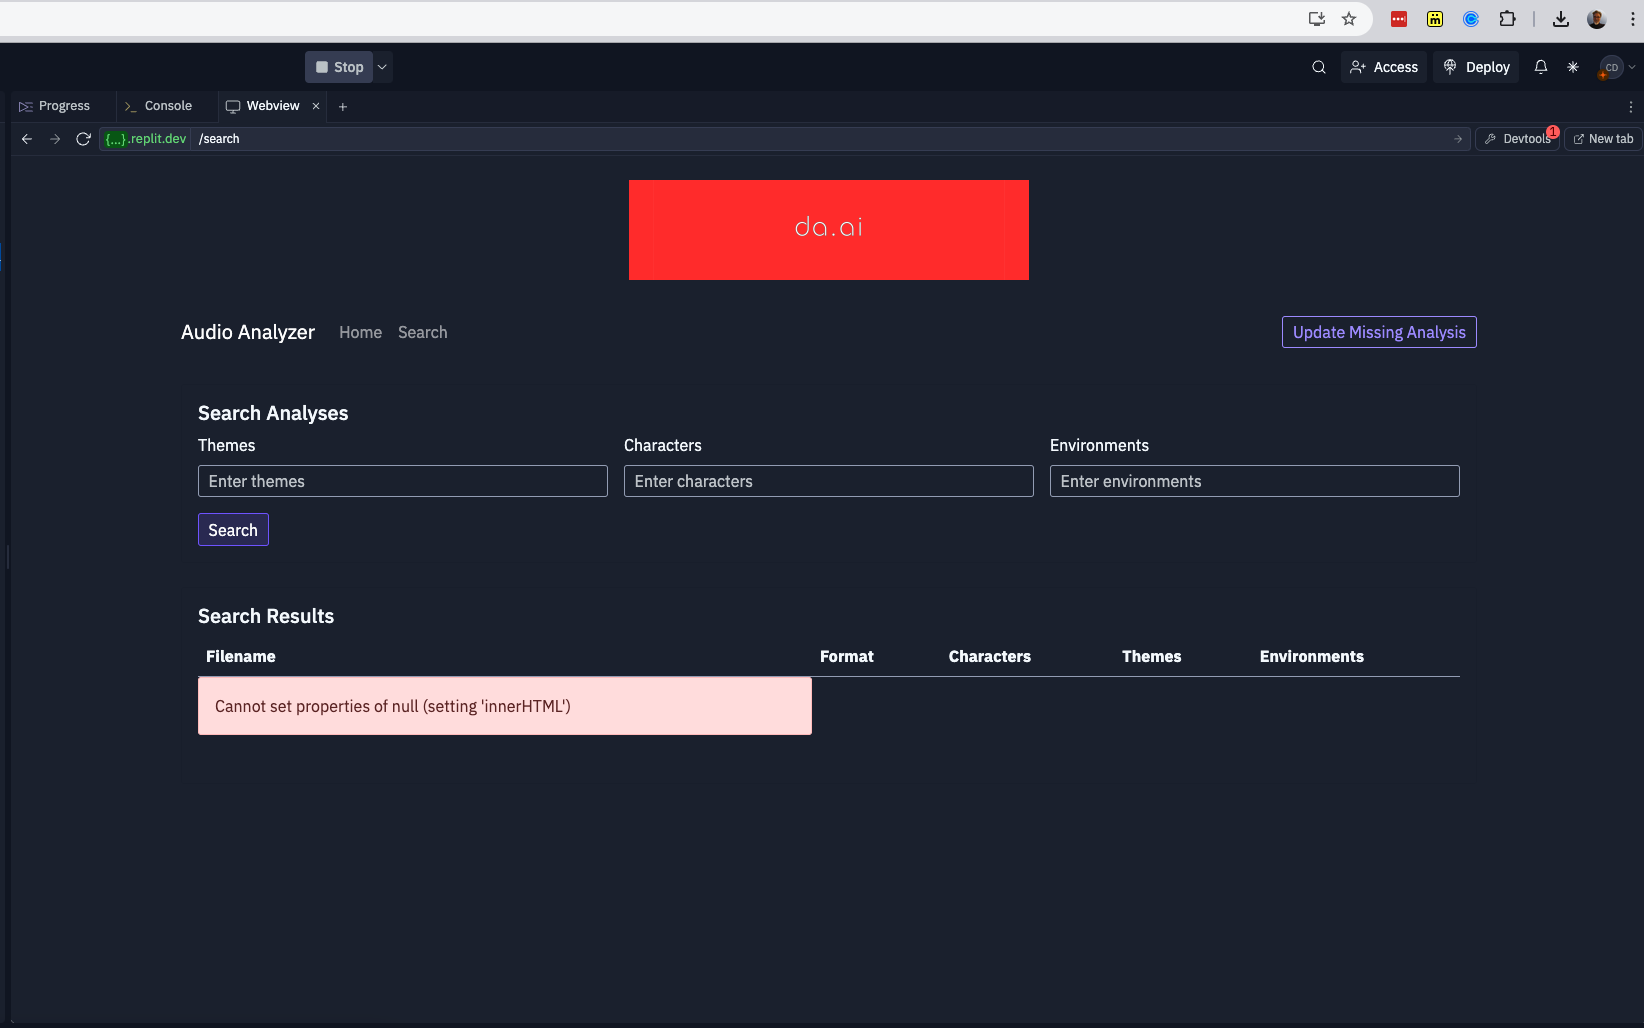 Stop
Access
Deploy
CD
Progress
Console
Webview
{...}.replit.dev
/search
Devtools
1
New tab
da.ai
Audio Analyzer
Home
Search
Update Missing Analysis
Search Analyses
Themes
Characters
Environments
Enter themes
Enter characters
Enter environments
Search
Search Results
Filename
Format
Characters
Themes
Environments
Cannot set properties of null (setting 'innerHTML')